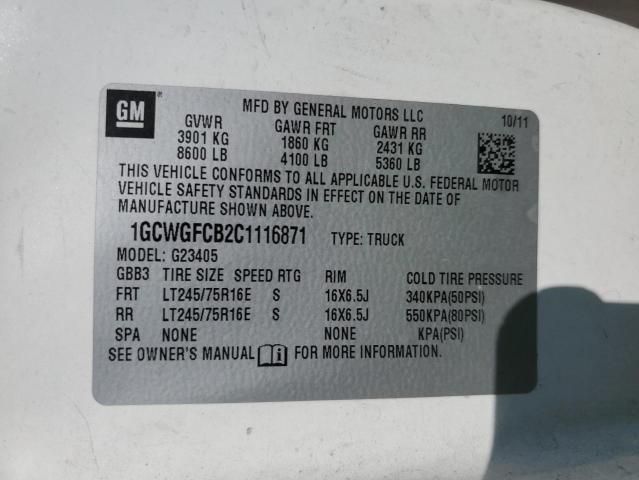 GM
MFD BY GENERAL MOTORS LLC
10/11
GVWR GAWR FRT GAWR RR
3901 KG 1860 KG 2431 KG
8600 LB 4100 LB 5360 LB
THIS VEHICLE CONFORMS TO ALL APPLICABLE U.S. FEDERAL MOTOR
VEHICLE SAFETY STANDARDS IN EFFECT ON THE DATE OF
MANUFACTURE SHOWN ABOVE.
1GCWGFCB2C1116871 TYPE: TRUCK
MODEL: G23405
GBB3 TIRE SIZE SPEED RTG RIM COLD TIRE PRESSURE
FRT LT245/75R16E S 16X6.5J 340KPA(50PSI)
RR LT245/75R16E S 16X6.5J 550KPA(80PSI)
SPA NONE NONE KPA(PSI)
SEE OWNER'S MANUAL FOR MORE INFORMATION.